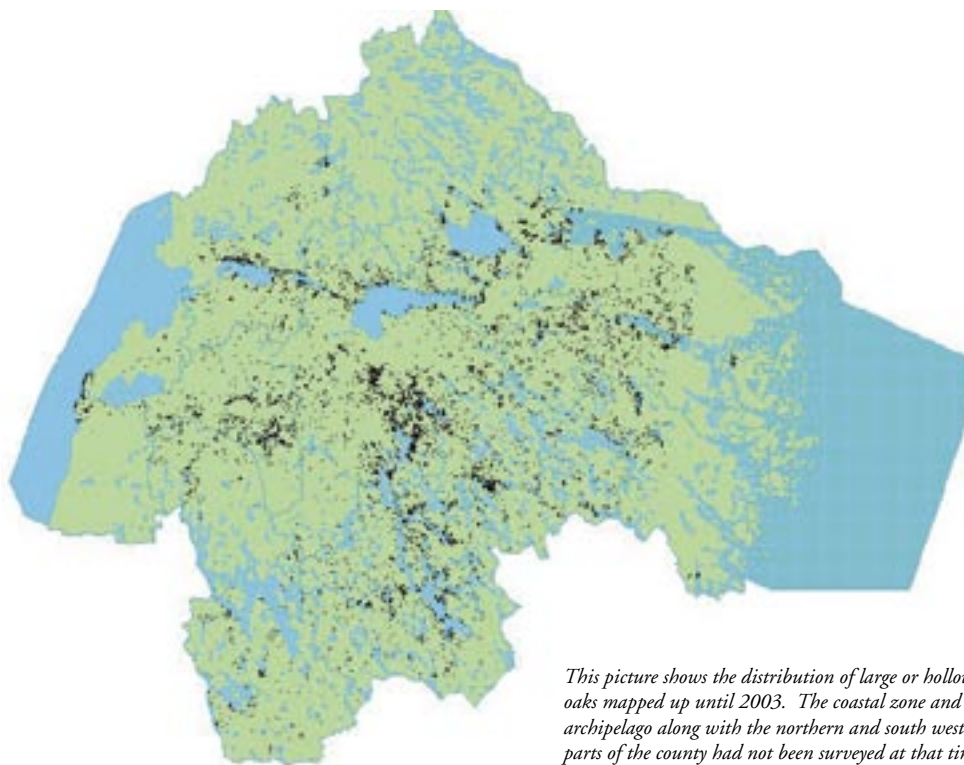 This picture shows the distribution of large or hollow
oaks mapped up until 2003. The coastal zone and
archipelago along with the northern and south west
parts of the county had not been surveyed at that